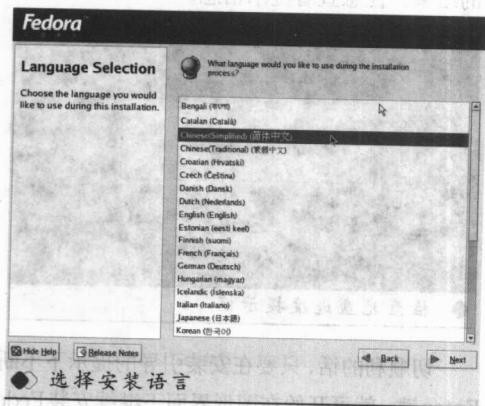 Fedora
Language Selection
Choose the language you would
like to use during this installation.
What language would you like to use during the installation
process?
Bengali (বাংলা)
Catalan (Català)
Chinese(Simplified) (简体中文)
Chinese(Traditional) (繁體中文)
Croatian (Hrvatski)
Czech (Čeština)
Danish (Dansk)
Dutch (Nederlands)
English (English)
Estonian (eesti keel)
Finnish (suomi)
French (Français)
German (Deutsch)
Hungarian (magyar)
Icelandic (Íslenska)
Italian (Italiano)
Japanese (日本語)
Korean (한국어)
Hide Help
Release Notes
Back
Next
选择安装语言